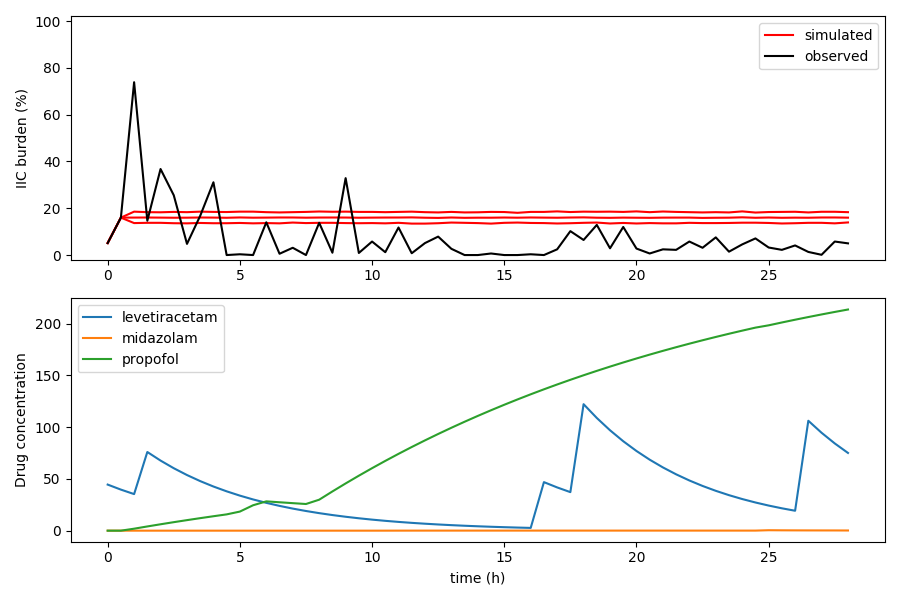 100
80
60
40
20
0
IIC burden (%)
simulated
observed
0 5 10 15 20 25
200
150
100
50
0
Drug concentration
levetiracetam
midazolam
propofol
0 5 10 15 20 25
time (h)